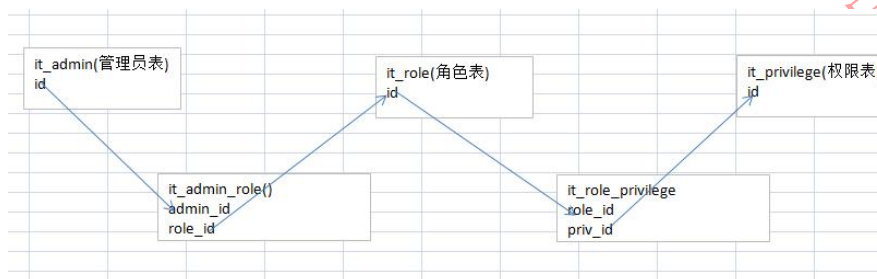 it_admin(管理员表)
id
it_role(角色表)
id
it_privilege(权限表
id
it_admin_role()
admin_id
role_id
it_role_privilege
role_id
priv_id